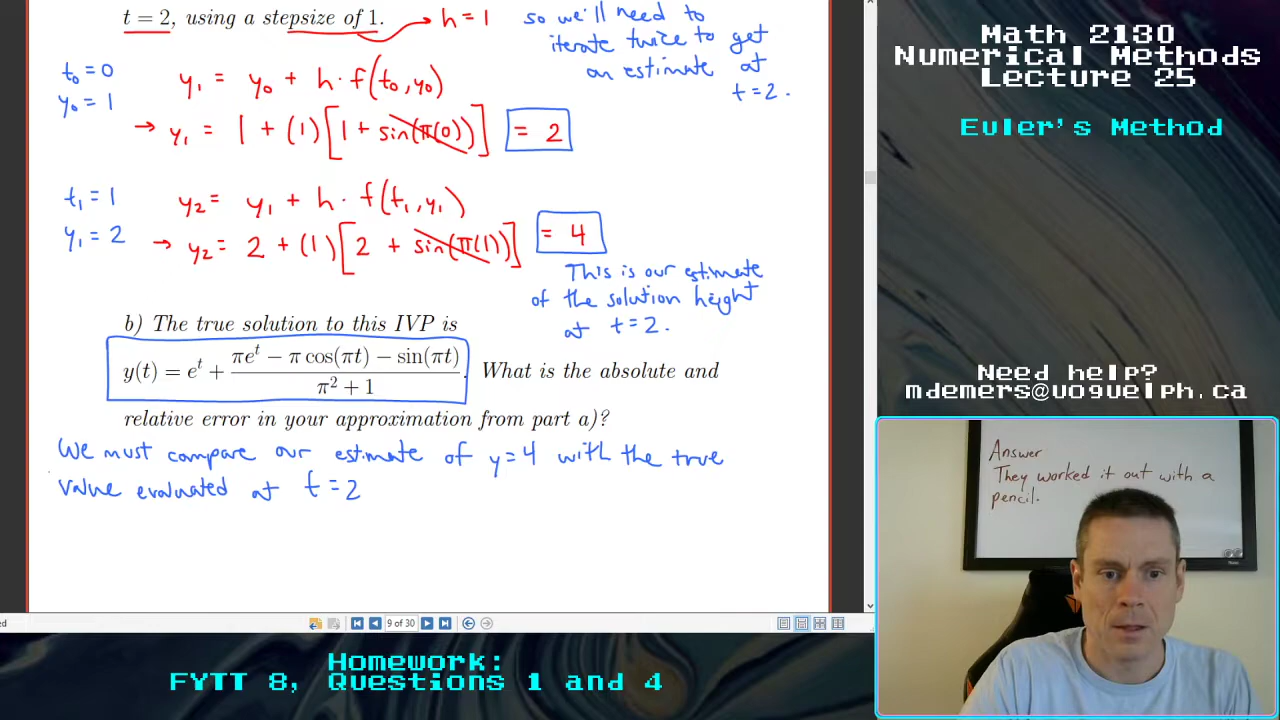 t = 2, using a stepsize of 1.
h = 1
so we'll need to
iterate twice to get
an estimate at
t = 2.
t₀ = 0
y₀ = 1
y₁ = y₀ + h · f(t₀, y₀)
→ y₁ = 1 + (1)[1 + sin(π(0))] = 2
t₁ = 1
y₁ = 2
y₂ = y₁ + h · f(t₁, y₁)
→ y₂ = 2 + (1)[2 + sin(π(1))] = 4
This is our estimate
of the solution height
at t = 2.
b) The true solution to this IVP is
y(t) = eᵗ + (πeᵗ − π cos(πt) − sin(πt))/(π² + 1). What is the absolute and
relative error in your approximation from part a)?
We must compare our estimate of y = 4 with the true
value evaluated at t = 2
9 of 30
Math 2130
Numerical Methods
Lecture 25
Euler's Method
Need help?
mdemers@uoguelph.ca
Answer
They worked it out with a
pencil.
Homework:
FYTT 8, Questions 1 and 4